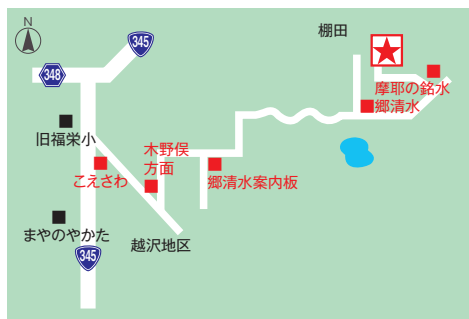 N
345
棚田
348
摩耶の銘水
郷清水
旧福栄小
木野俣
方面
こえさわ
郷清水案内板
まやのやかた
越沢地区
345